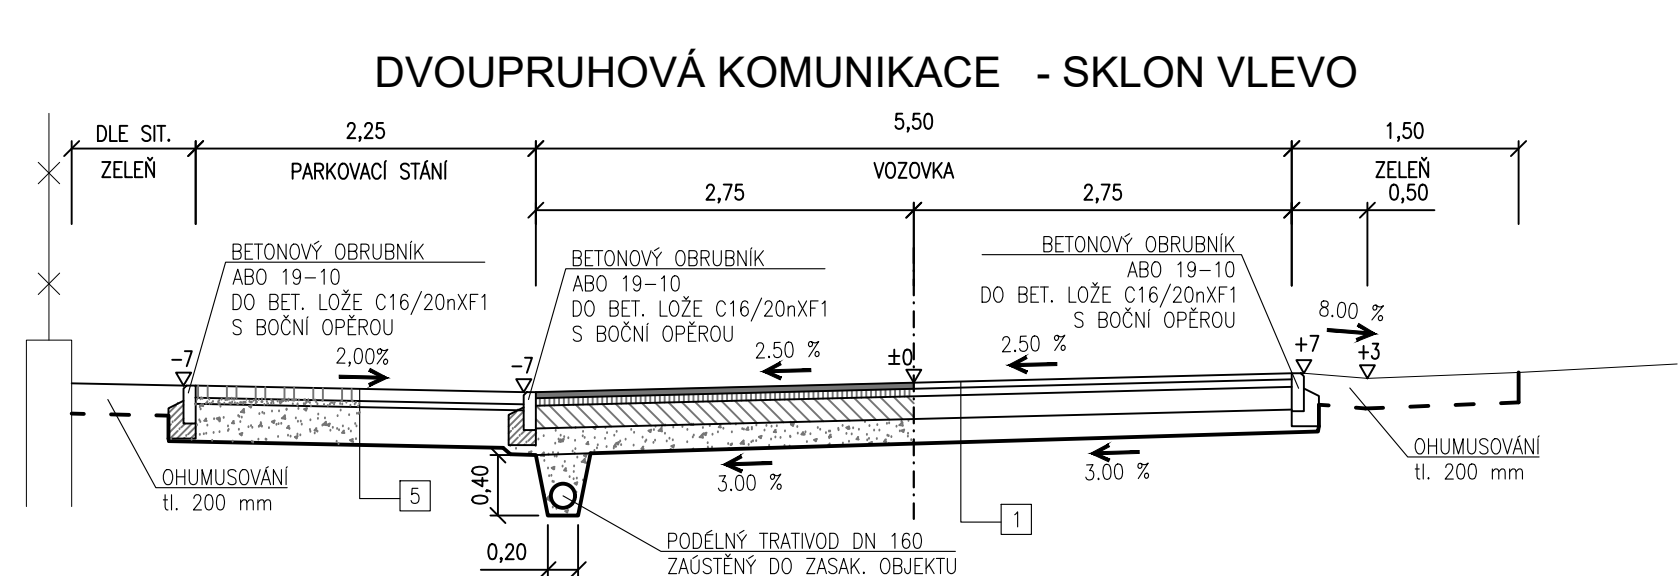 DVOUPRUHOVÁ KOMUNIKACE - SKLON VLEVO
DLE SIT.
2,25
5,50
1,50
ZELEŇ
PARKOVACÍ STÁNÍ
VOZOVKA
ZELEŇ
2,75
2,75
0,50
BETONOVÝ OBRUBNÍK
ABO 19-10
DO BET. LOŽE C16/20nXF1
S BOČNÍ OPĚROU
BETONOVÝ OBRUBNÍK
ABO 19-10
DO BET. LOŽE C16/20nXF1
S BOČNÍ OPĚROU
BETONOVÝ OBRUBNÍK
ABO 19-10
DO BET. LOŽE C16/20nXF1
S BOČNÍ OPĚROU
8.00 %
-7
2,00%
-7
2.50 %
±0
2.50 %
+7
+3
OHUMUSOVÁNÍ
tl. 200 mm
5
0,40
3.00 %
3.00 %
OHUMUSOVÁNÍ
tl. 200 mm
1
0,20
PODÉLNÝ TRATIVOD DN 160
ZAÚSTĚNÝ DO ZASAK. OBJEKTU